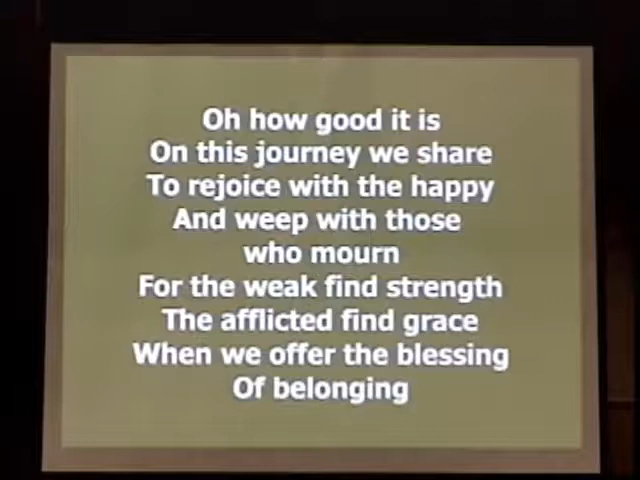 Oh how good it is
On this journey we share
To rejoice with the happy
And weep with those
who mourn
For the weak find strength
The afflicted find grace
When we offer the blessing
Of belonging